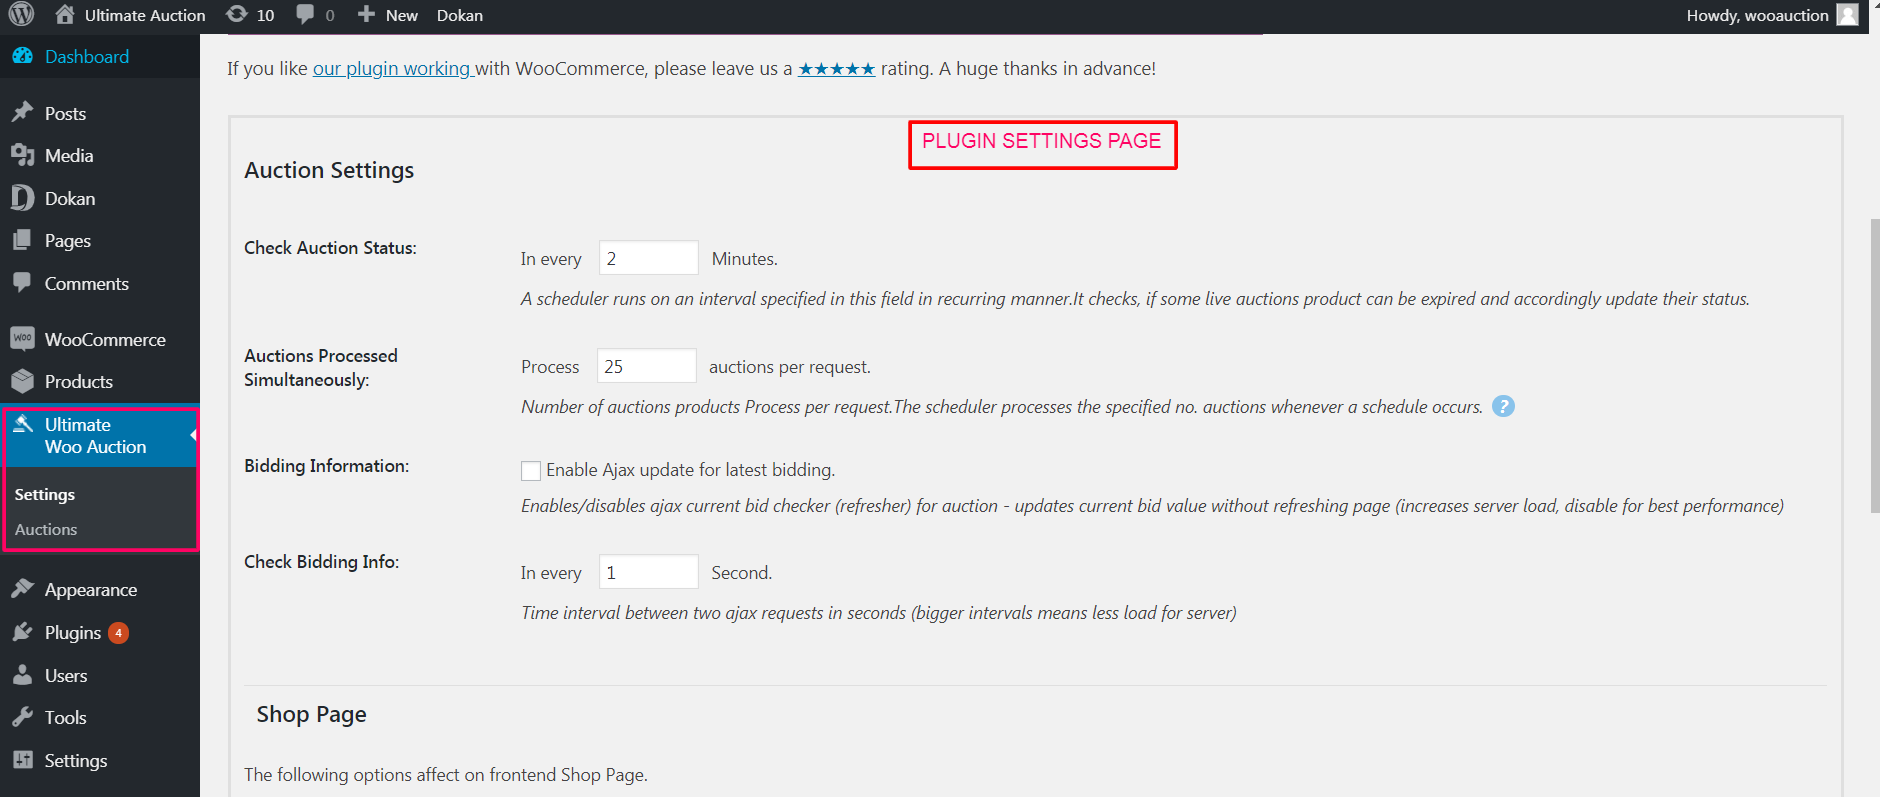 Ultimate Auction 10 0 New Dokan Howdy, wooauction
Dashboard
Posts
Media
Dokan
Pages
Comments
WOO WooCommerce
Products
Ultimate
Woo Auction
Settings
Auctions
Appearance
Plugins 4
Users
Tools
Settings
If you like our plugin working with WooCommerce, please leave us a ★★★★★ rating. A huge thanks in advance!
PLUGIN SETTINGS PAGE
Auction Settings
Check Auction Status:
In every 2 Minutes.
A scheduler runs on an interval specified in this field in recurring manner.It checks, if some live auctions product can be expired and accordingly update their status.
Auctions Processed
Simultaneously:
Process 25 auctions per request.
Number of auctions products Process per request.The scheduler processes the specified no. auctions whenever a schedule occurs. ?
Bidding Information:
Enable Ajax update for latest bidding.
Enables/disables ajax current bid checker (refresher) for auction - updates current bid value without refreshing page (increases server load, disable for best performance)
Check Bidding Info:
In every 1 Second.
Time interval between two ajax requests in seconds (bigger intervals means less load for server)
Shop Page
The following options affect on frontend Shop Page.